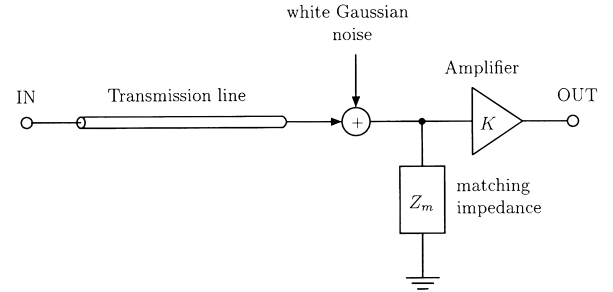 white Gaussian
noise
Amplifier
IN
Transmission line
OUT
+
K
Z_m
matching
impedance